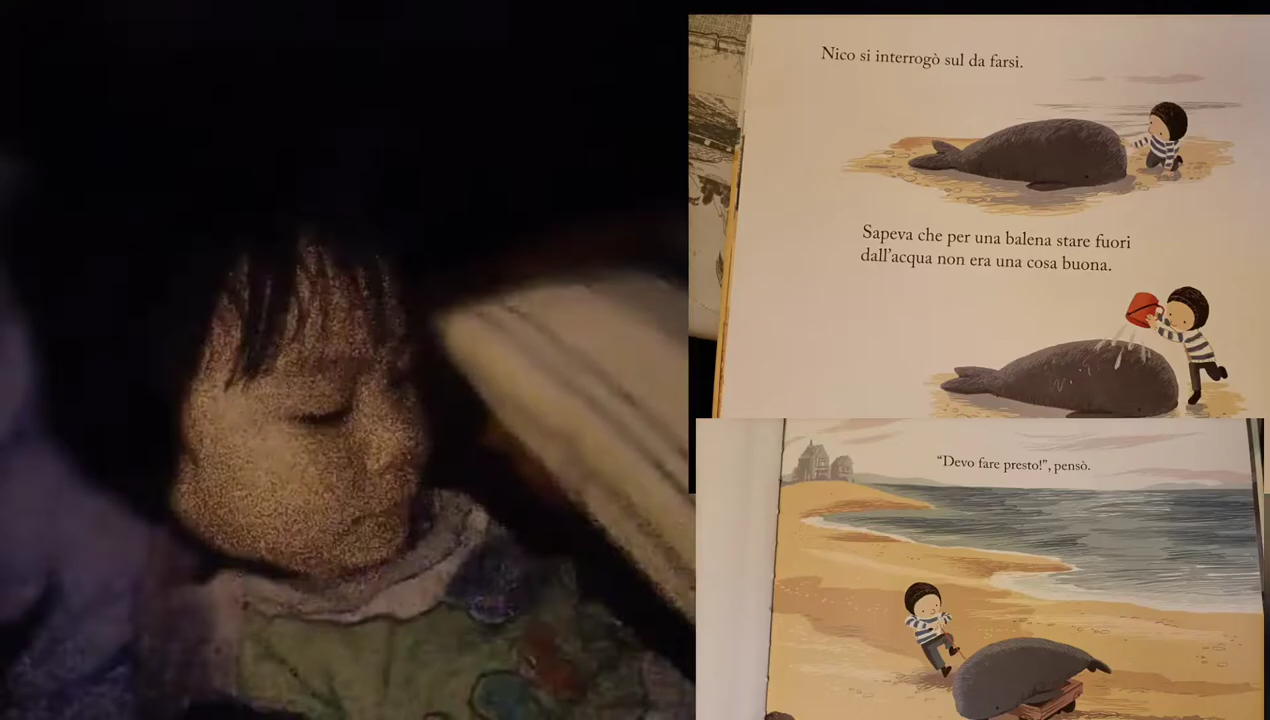 Nico si interrogò sul da farsi.
Sapeva che per una balena stare fuori
dall'acqua non era una cosa buona.
“Devo fare presto!”, pensò.